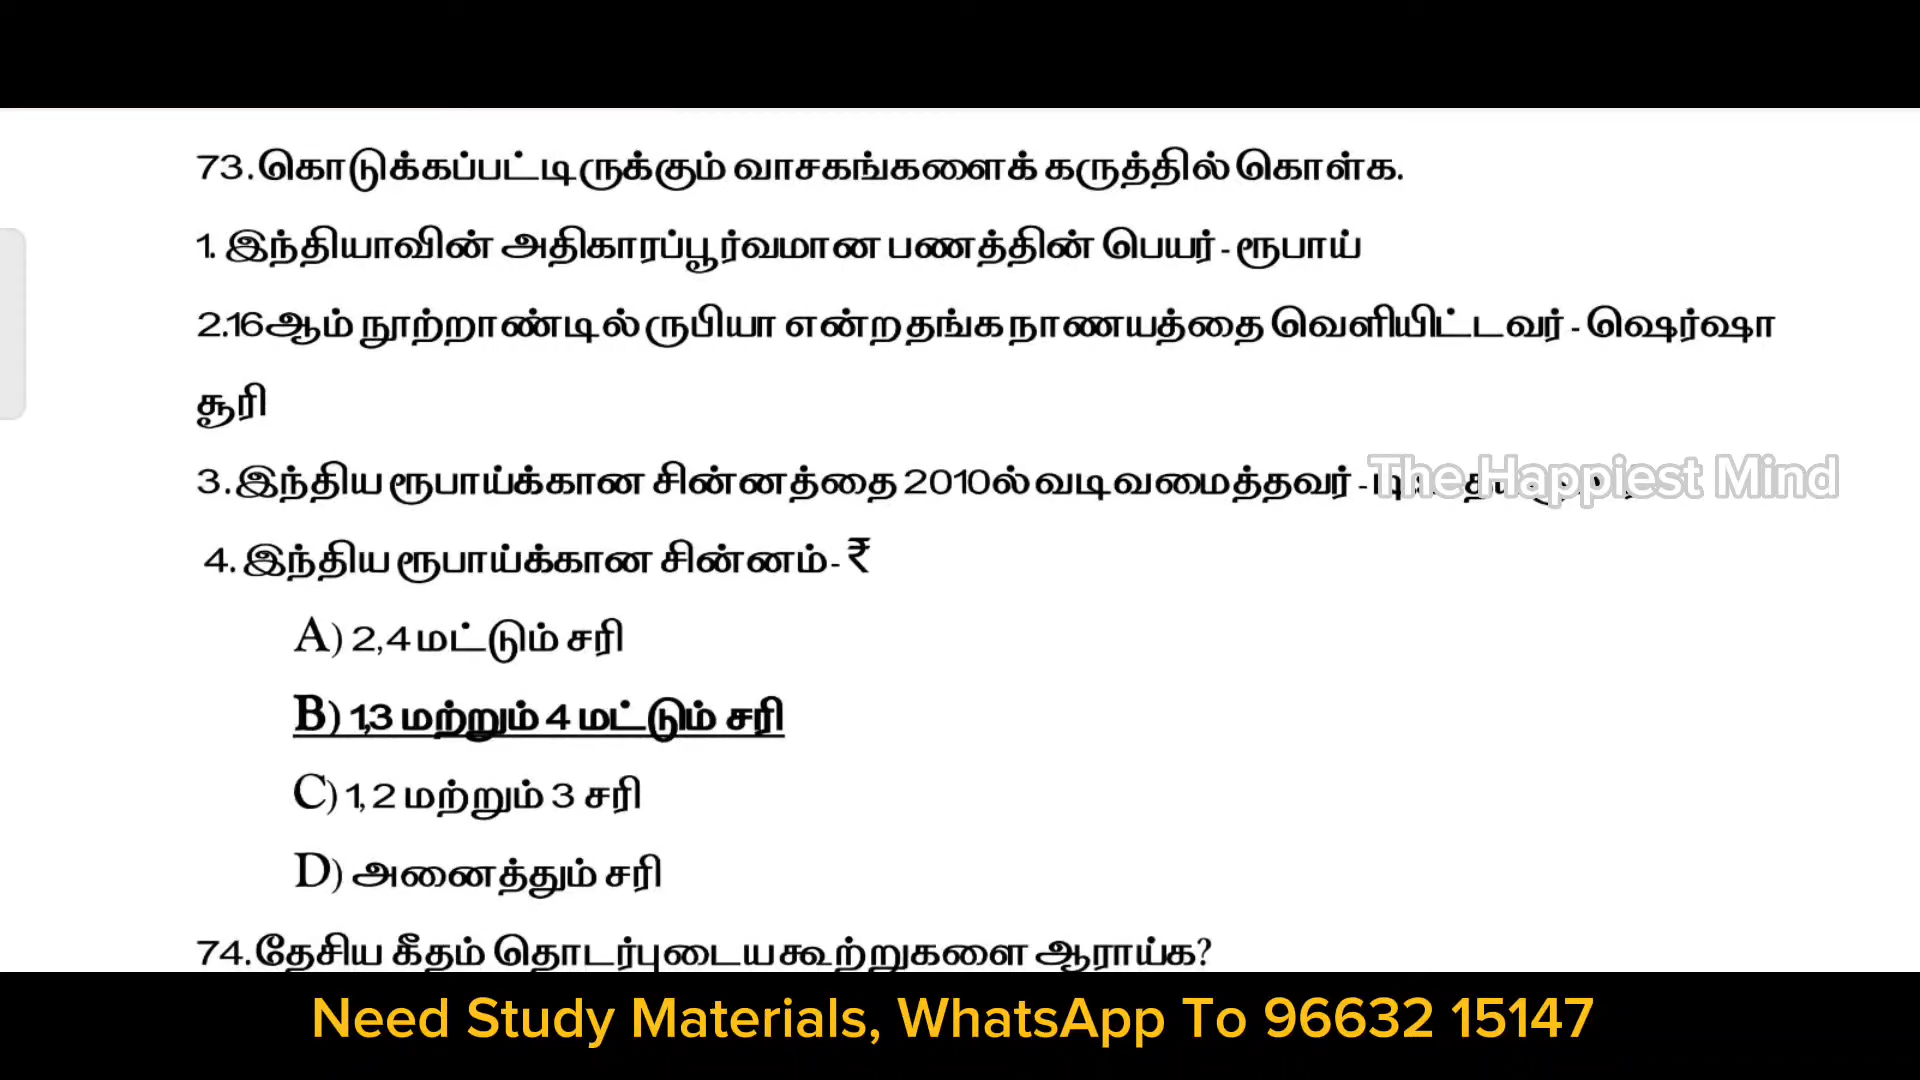 73.கொடுக்கப்பட்டிருக்கும் வாசகங்களைக் கருத்தில் கொள்க.
1. இந்தியாவின் அதிகாரப்பூர்வமான பணத்தின் பெயர் - ரூபாய்
2.16ஆம் நூற்றாண்டில் ருபியா என்ற தங்க நாணயத்தை வெளியிட்டவர் - ஷெர்ஷா
சூரி
3.இந்திய ரூபாய்க்கான சின்னத்தை 2010ல் வடிவமைத்தவர் -
The Happiest Mind
4. இந்திய ரூபாய்க்கான சின்னம்- ₹
A) 2,4 மட்டும் சரி
B) 1,3 மற்றும் 4 மட்டும் சரி
C) 1, 2 மற்றும் 3 சரி
D) அனைத்தும் சரி
74.தேசிய கீதம் தொடர்புடைய கூற்றுகளை ஆராய்க?
Need Study Materials, WhatsApp To 96632 15147